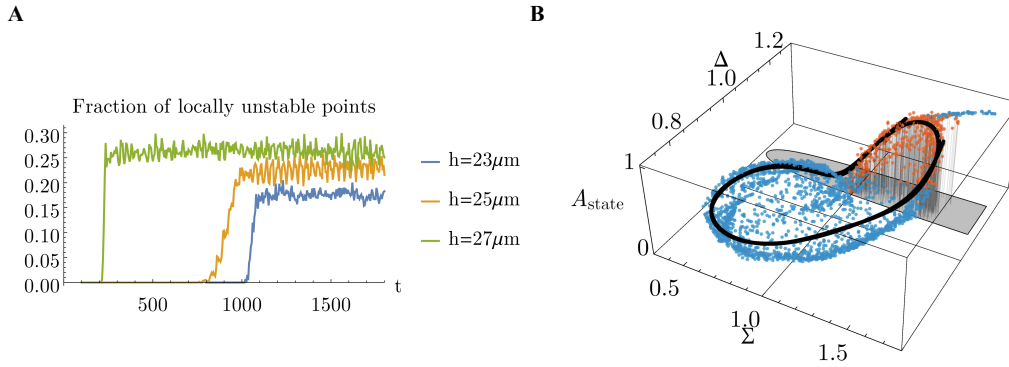 A
Fraction of locally unstable points
0.30
0.25
0.20
0.15
0.10
0.05
0.00
500
1000
1500
t
h=23μm
h=25μm
h=27μm
B
1.2
Δ
1.0
0.8
1
A_state
0
0.5
1.0
Σ
1.5